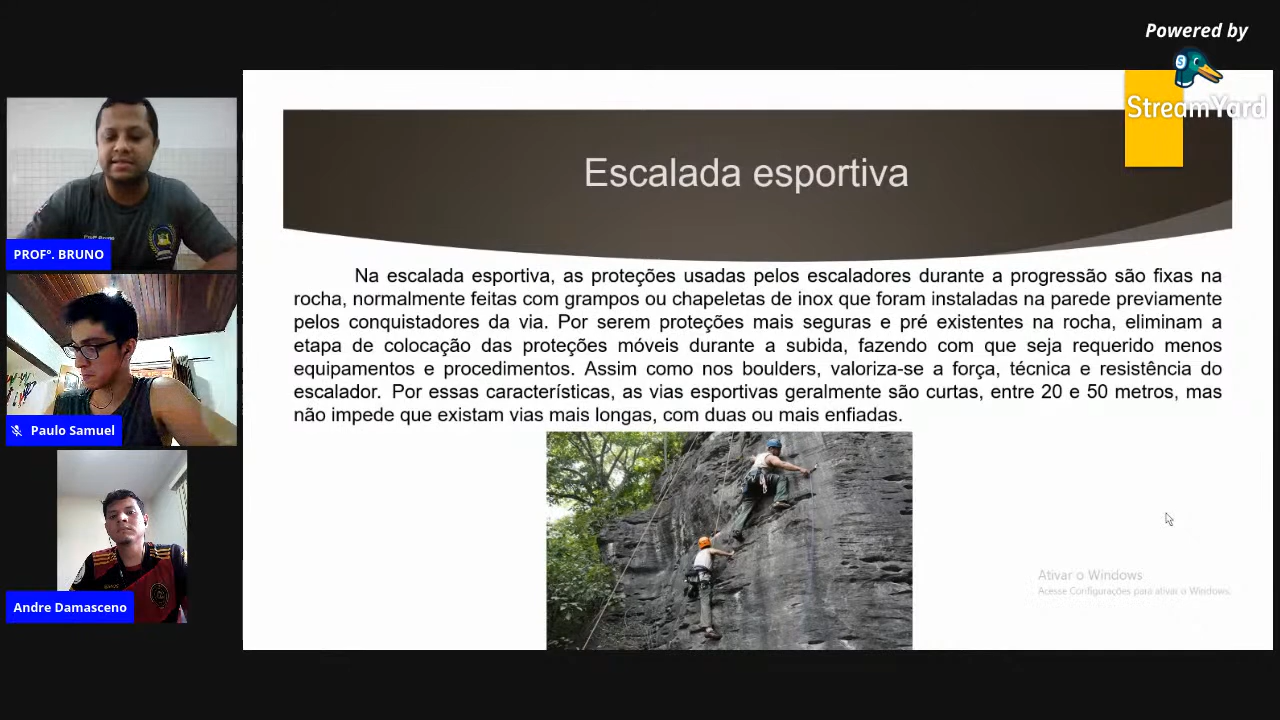 Powered by
StreamYard
Escalada esportiva
Na escalada esportiva, as proteções usadas pelos escaladores durante a progressão são fixas na
rocha, normalmente feitas com grampos ou chapeletas de inox que foram instaladas na parede previamente
pelos conquistadores da via. Por serem proteções mais seguras e pré existentes na rocha, eliminam a
etapa de colocação das proteções móveis durante a subida, fazendo com que seja requerido menos
equipamentos e procedimentos. Assim como nos boulders, valoriza-se a força, técnica e resistência do
escalador. Por essas características, as vias esportivas geralmente são curtas, entre 20 e 50 metros, mas
não impede que existam vias mais longas, com duas ou mais enfiadas.
PROFº. BRUNO
Paulo Samuel
Andre Damasceno
Ativar o Windows
Acesse Configurações para ativar o Windows.